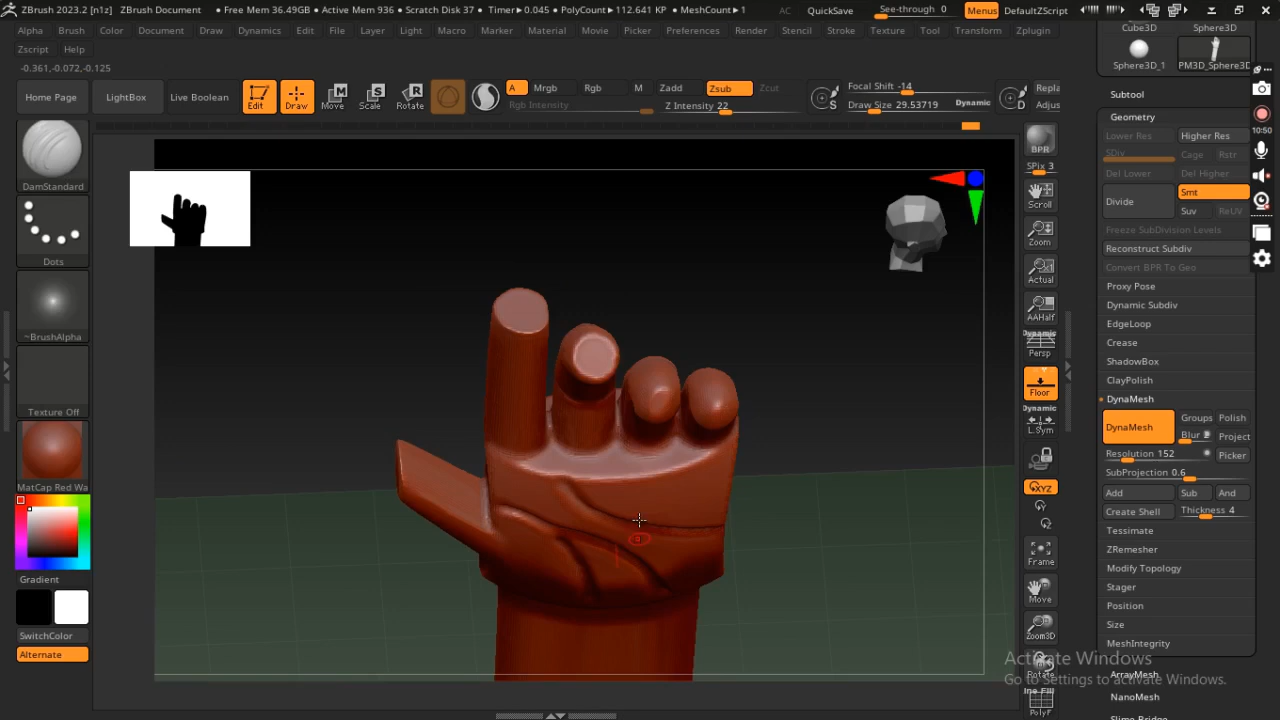 ZBrush 2023.2 [n1z] ZBrush Document • Free Mem 36.49GB • Active Mem 936 • Scratch Disk 37 • Timer▸0.045 • PolyCount▸112.641 KP • MeshCount▸1 AC QuickSave See-through 0 Menus DefaultZScript
Alpha Brush Color Document Draw Dynamics Edit File Layer Light Macro Marker Material Movie Picker Preferences Render Stencil Stroke Texture Tool Transform Zplugin
Zscript Help
-0.361,-0.072,-0.125
Home Page LightBox Live Boolean Edit Draw Move Scale Rotate A Mrgb Rgb M Zadd Zsub Zcut
Rgb Intensity Z Intensity 22
S Focal Shift -14
Draw Size 29.53719 Dynamic
D Repla
Adjus
DamStandard
Dots
~BrushAlpha
Texture Off
MatCap Red Wa
Gradient
SwitchColor
Alternate
BPR
SPix 3
Scroll
Zoom
Actual
AAHalf
Dynamic
Persp
Floor
Dynamic
L.Sym
XYZ
Y
Z
Frame
Move
Zoom3D
Rotate
Line Fill
PolyF
Cube3D Sphere3D
Sphere3D_1 PM3D_Sphere3D
Subtool
Geometry
Lower Res Higher Res
SDiv Cage Rstr
Del Lower Del Higher
Divide Smt
Suv ReUV
Freeze SubDivision Levels
Reconstruct Subdiv
Convert BPR To Geo
Proxy Pose
Dynamic Subdiv
EdgeLoop
Crease
ShadowBox
ClayPolish
DynaMesh
DynaMesh Groups Polish
Blur 2 Project
Resolution 152 Picker
SubProjection 0.6
Add Sub And
Create Shell Thickness 4
Tessimate
ZRemesher
Modify Topology
Stager
Position
Size
MeshIntegrity
ArrayMesh
NanoMesh
Slime Bridge
10:50
Activate Windows
Go to Settings to activate Windows.